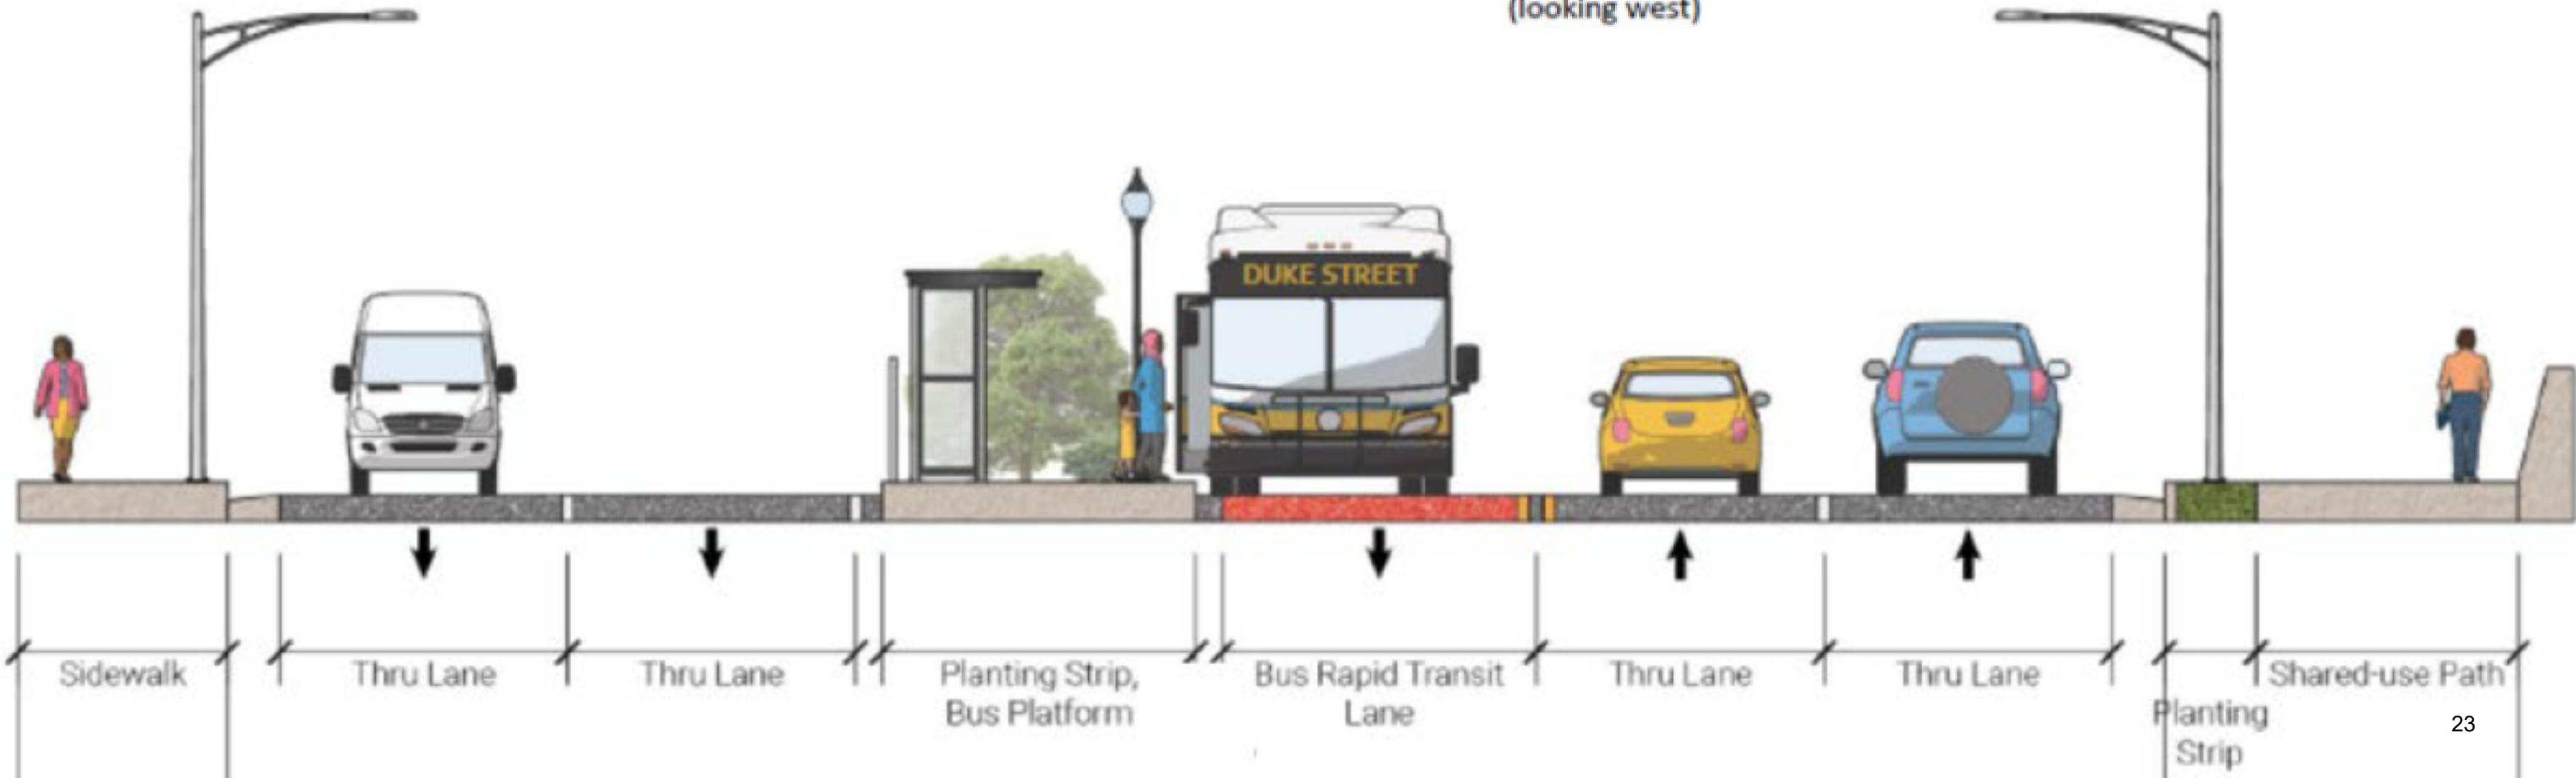 (looking west)
DUKE STREET
Sidewalk
Thru Lane
Thru Lane
Planting Strip,
Bus Platform
Bus Rapid Transit
Lane
Thru Lane
Thru Lane
Planting
Strip
Shared-use Path
23